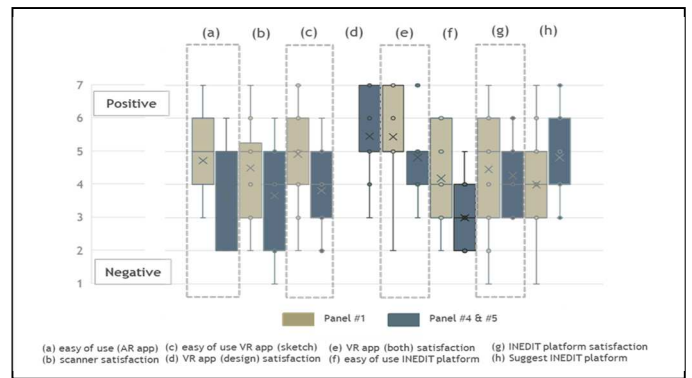 (a) (b) (c) (d) (e) (f) (g) (h)
7
Positive
6
5
4
3
2
Negative
1
Panel #1 Panel #4 & #5
(a) easy of use (AR app) (c) easy of use VR app (sketch) (e) VR app (both) satisfaction (g) INEDIT platform satisfaction
(b) scanner satisfaction (d) VR app (design) satisfaction (f) easy of use INEDIT platform (h) Suggest INEDIT platform